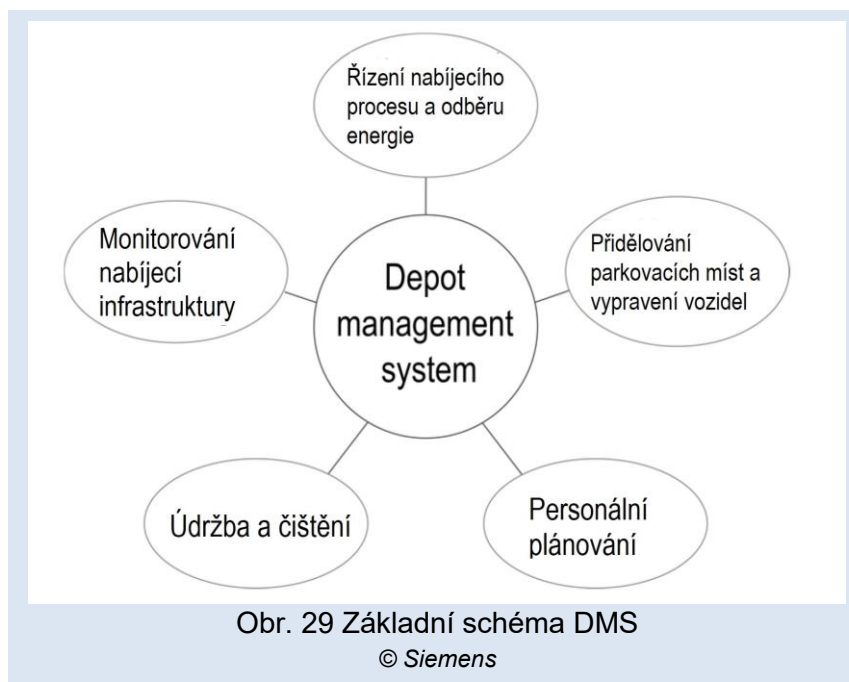 Řízení nabíjecího
procesu a odběru
energie
Monitorování
nabíjecí
infrastruktury
Přidělování
parkovacích míst a
vypravení vozidel
Depot
management
system
Údržba a čištění
Personální
plánování
Obr. 29 Základní schéma DMS
© Siemens